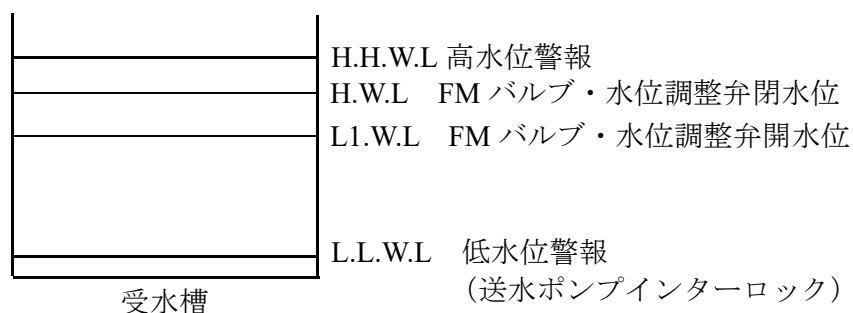 H.H.W.L 高水位警報
H.W.L　FM バルブ・水位調整弁閉水位
L1.W.L　FM バルブ・水位調整弁開水位
L.L.W.L　低水位警報
（送水ポンプインターロック）
受水槽